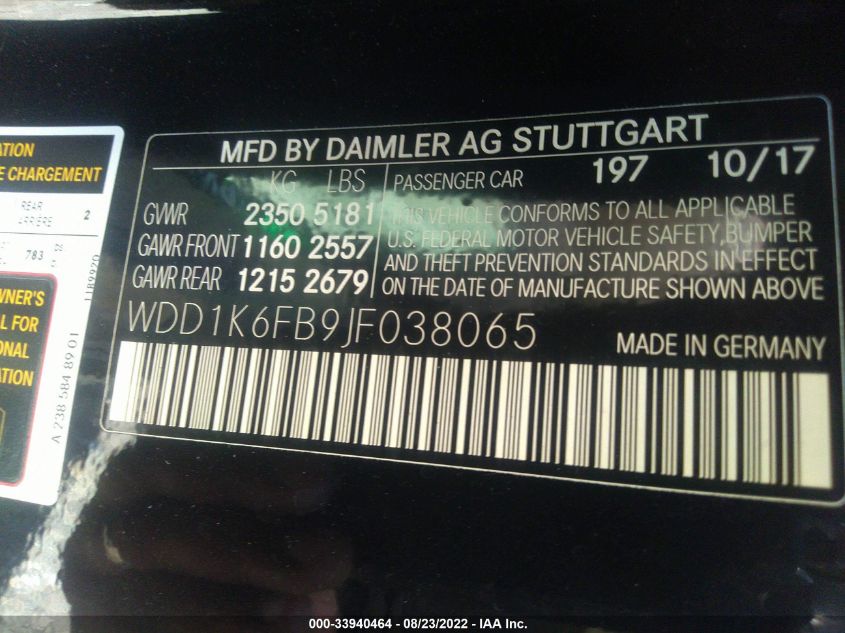 MFD BY DAIMLER AG STUTTGART
KG LBS
GVWR 2350 5181
GAWR FRONT 1160 2557
GAWR REAR 1215 2679
PASSENGER CAR 197 10/17
THIS VEHICLE CONFORMS TO ALL APPLICABLE
U.S. FEDERAL MOTOR VEHICLE SAFETY, BUMPER
AND THEFT PREVENTION STANDARDS IN EFFECT
ON THE DATE OF MANUFACTURE SHOWN ABOVE
WDD1K6FB9JF038065
MADE IN GERMANY
ATION
E CHARGEMENT
REAR
ARRIÈRE 2
783
WNER'S
L FOR
ONAL
ATION
A 238 584 89 01
000-33940464 - 08/23/2022 - IAA Inc.